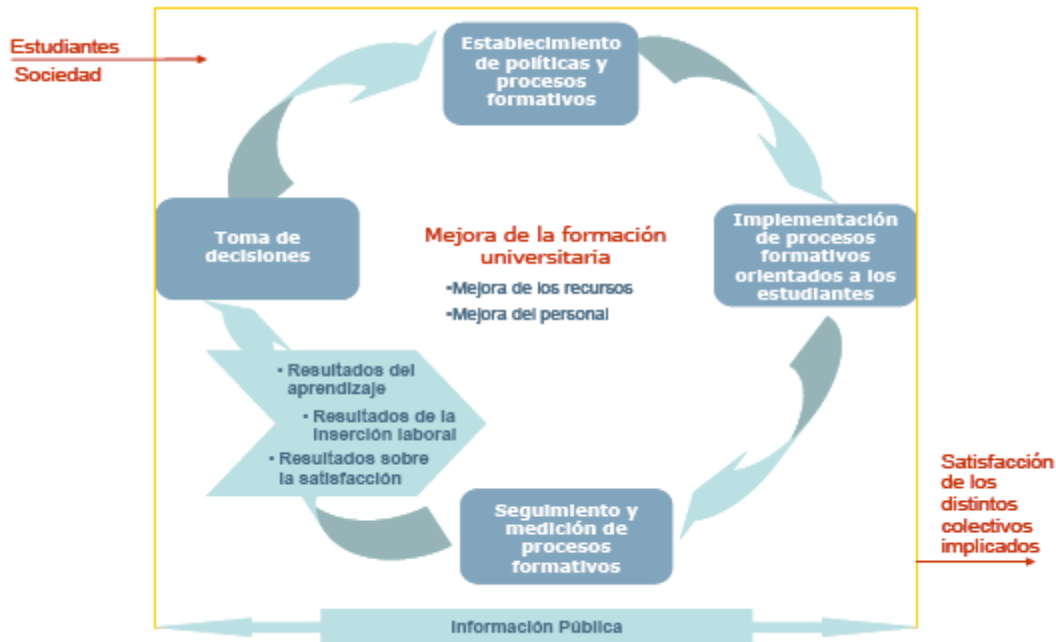 Estudiantes
Sociedad
Establecimiento
de políticas y
procesos
formativos
Toma de
decisiones
Mejora de la formación
universitaria
▪Mejora de los recursos
▪Mejora del personal
Implementación
de procesos
formativos
orientados a los
estudiantes
• Resultados del
aprendizaje
• Resultados de la
inserción laboral
• Resultados sobre
la satisfacción
Seguimiento y
medición de
procesos
formativos
Satisfacción
de los
distintos
colectivos
implicados
Información Pública